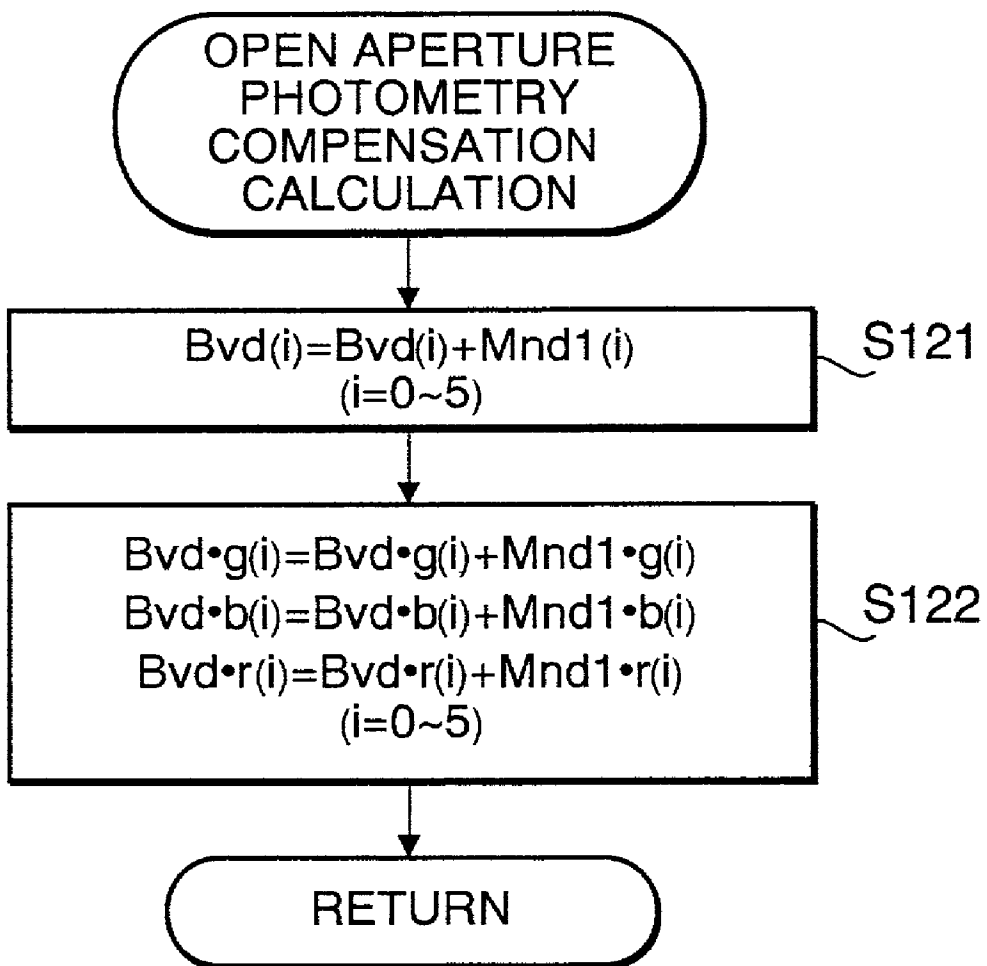 OPEN APERTURE
PHOTOMETRY
COMPENSATION
CALCULATION
Bvd(i)=Bvd(i)+Mnd1(i)
(i=0~5)
S121
Bvd•g(i)=Bvd•g(i)+Mnd1•g(i)
Bvd•b(i)=Bvd•b(i)+Mnd1•b(i)
Bvd•r(i)=Bvd•r(i)+Mnd1•r(i)
(i=0~5)
S122
RETURN